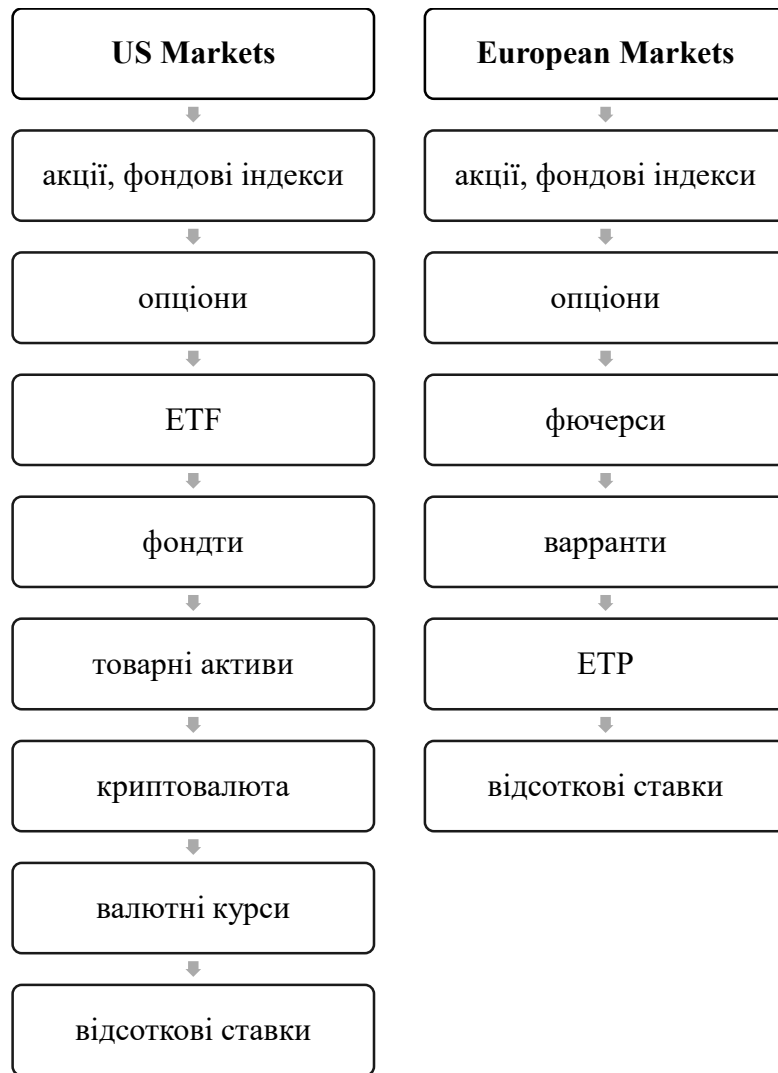 US Markets
акції, фондові індекси
опціони
ETF
фондти
товарні активи
криптовалюта
валютні курси
відсоткові ставки
European Markets
акції, фондові індекси
опціони
фючерси
варранти
ETP
відсоткові ставки